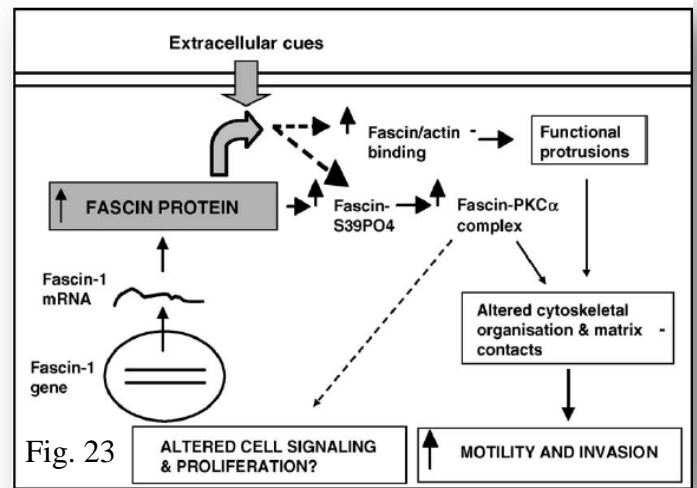 Extracellular cues
Fascin/actin -
binding
Functional
protrusions
FASCIN PROTEIN
Fascin-
S39PO4
Fascin-PKCα
complex
Fascin-1
mRNA
Altered cytoskeletal
organisation & matrix -
contacts
Fascin-1
gene
Fig. 23
ALTERED CELL SIGNALING
& PROLIFERATION?
MOTILITY AND INVASION